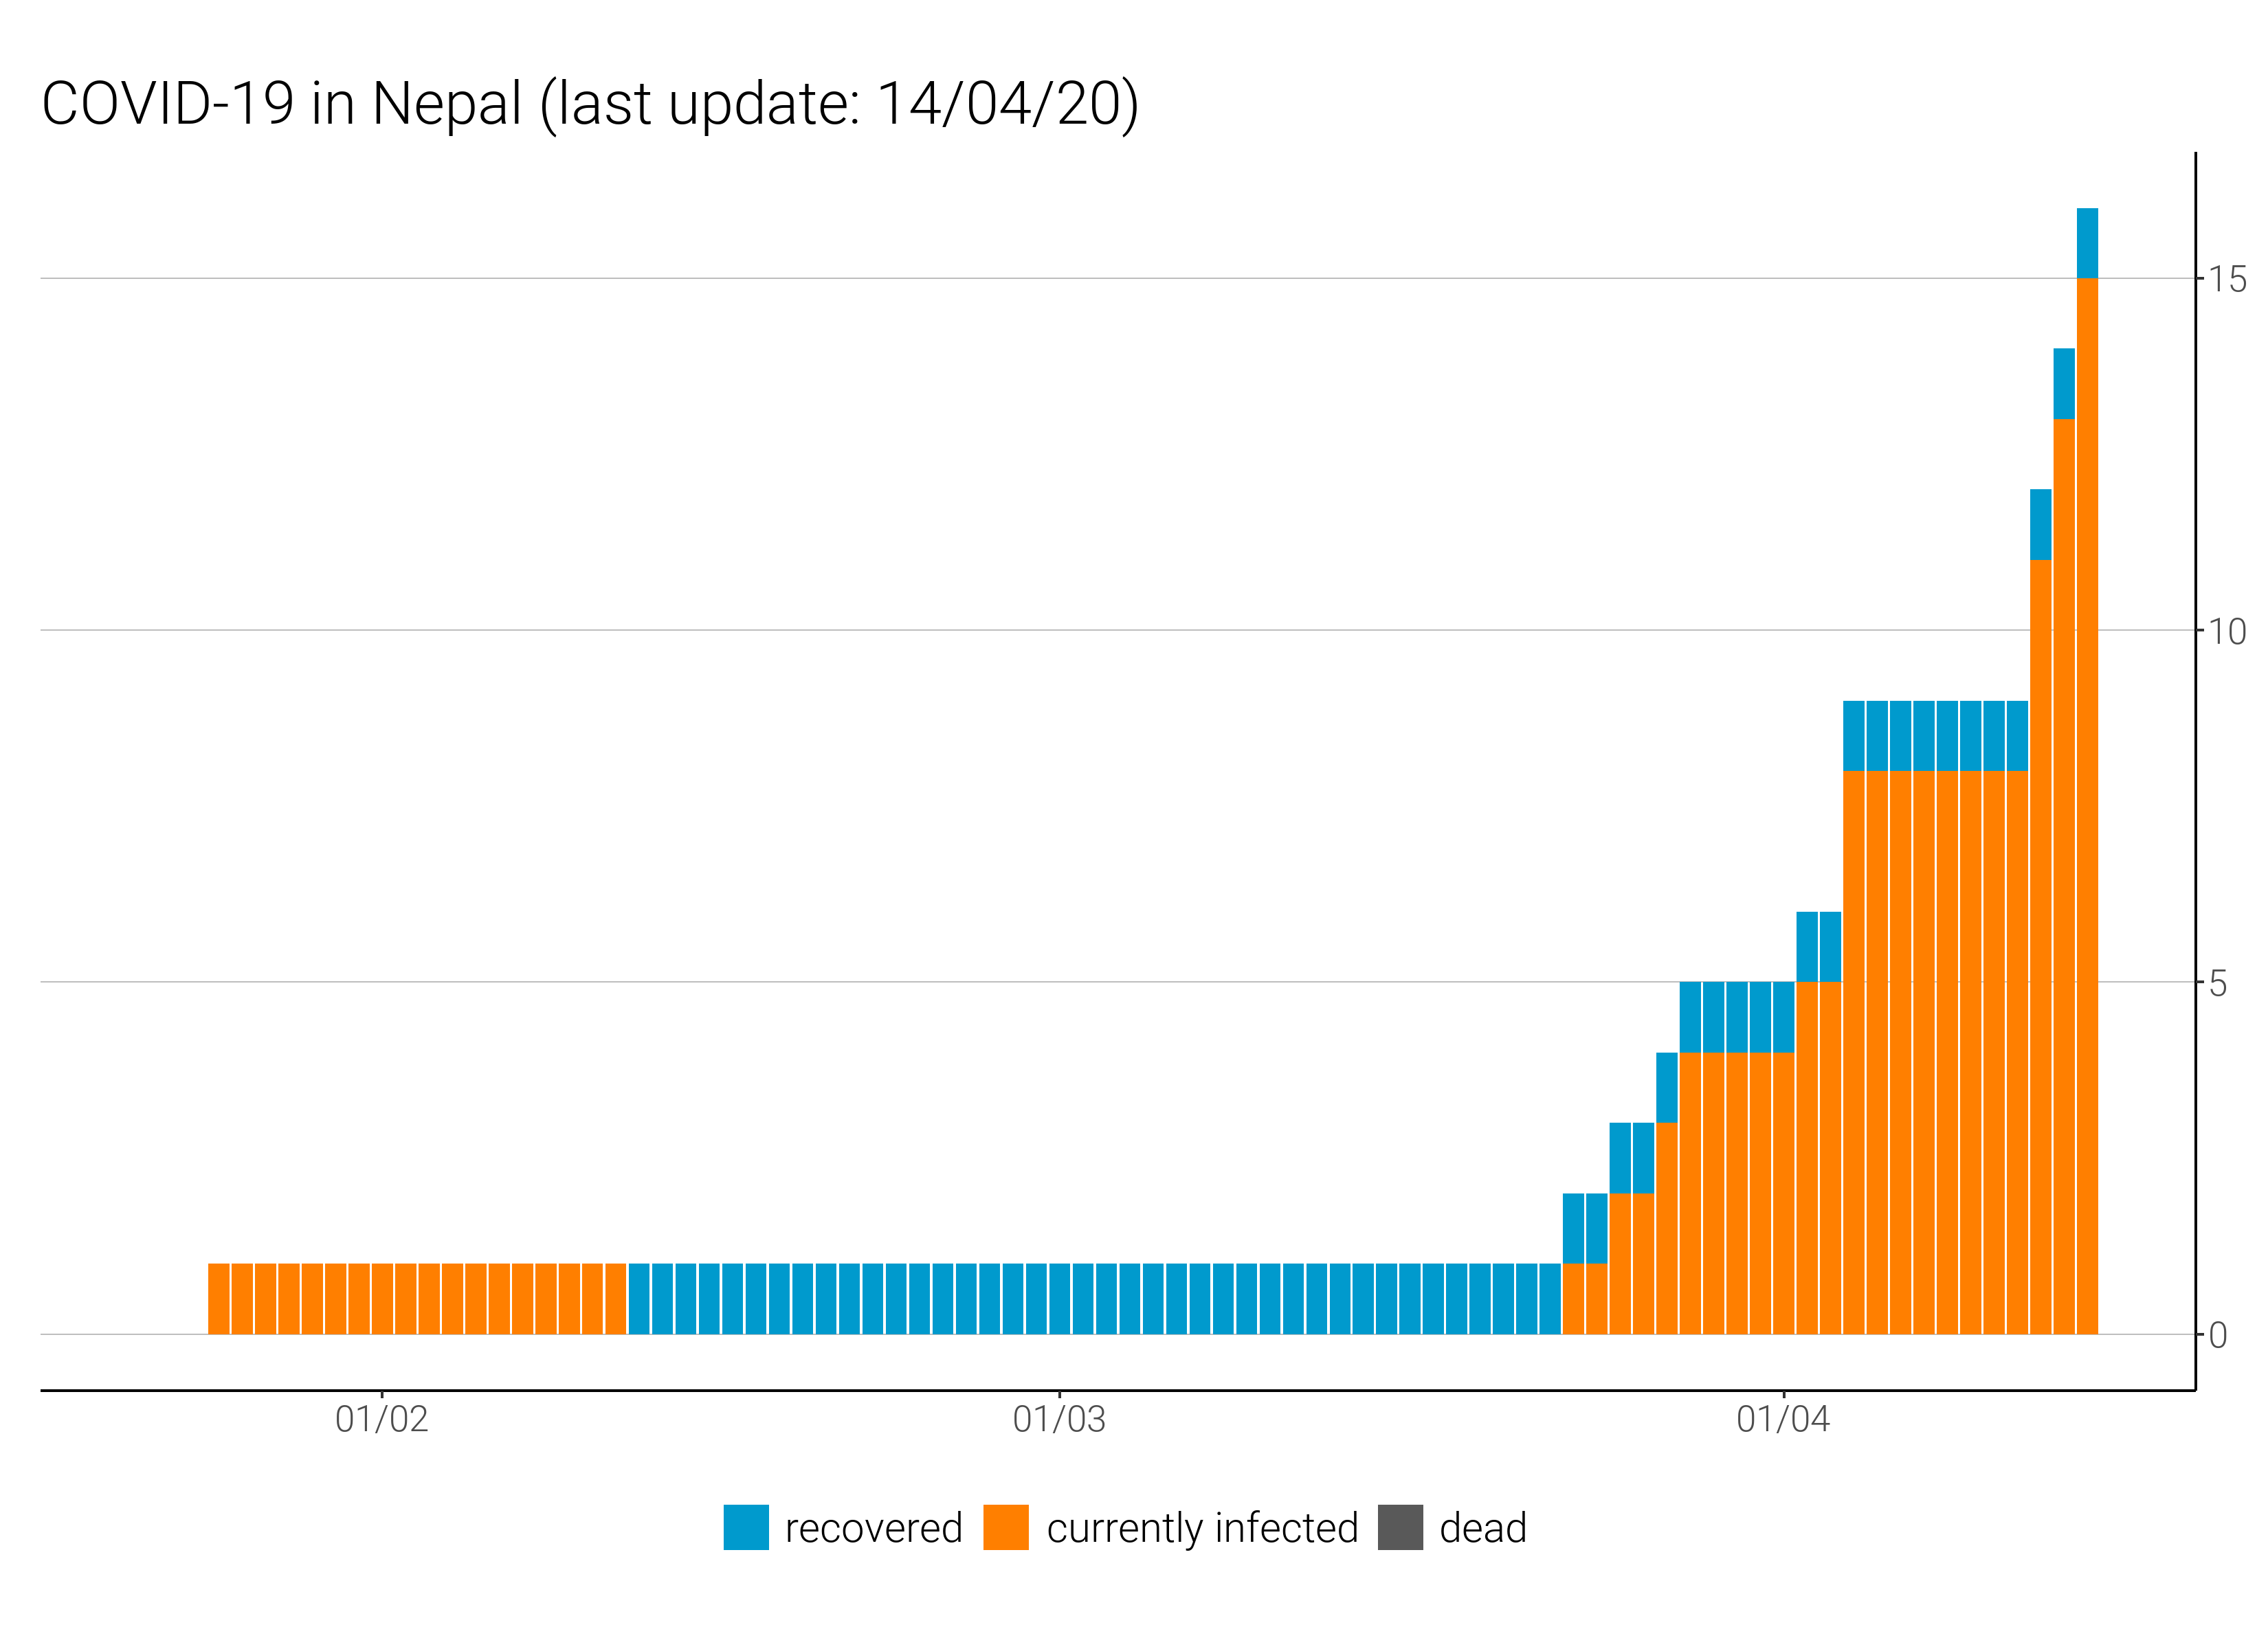 COVID-19 in Nepal (last update: 14/04/20)
15
10
5
0
01/02 01/03 01/04
recovered currently infected dead